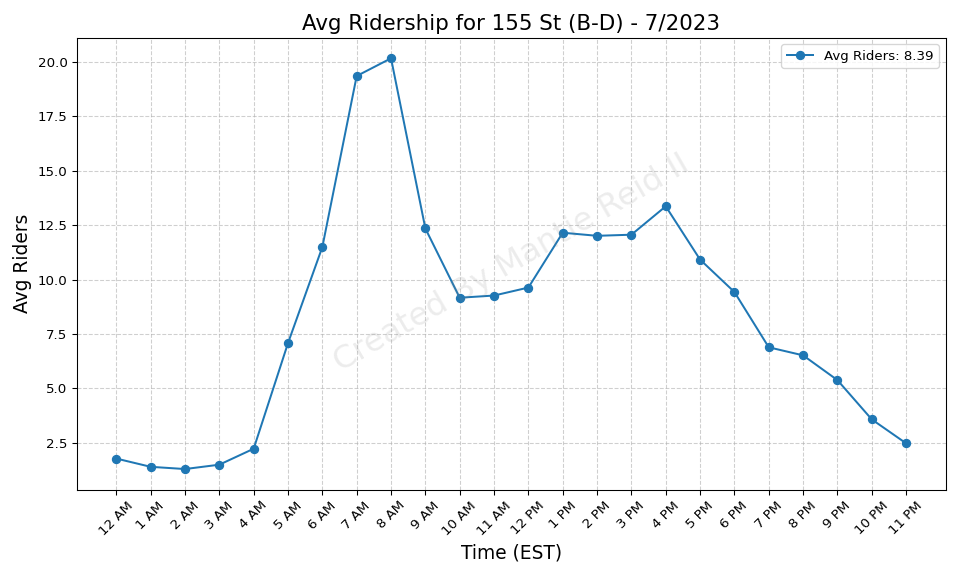 Avg Ridership for 155 St (B-D) - 7/2023
Avg Riders: 8.39
20.0
17.5
15.0
12.5
10.0
7.5
5.0
2.5
Avg Riders
Created By Mantie Reid II
12 AM
1 AM
2 AM
3 AM
4 AM
5 AM
6 AM
7 AM
8 AM
9 AM
10 AM
11 AM
12 PM
1 PM
2 PM
3 PM
4 PM
5 PM
6 PM
7 PM
8 PM
9 PM
10 PM
11 PM
Time (EST)